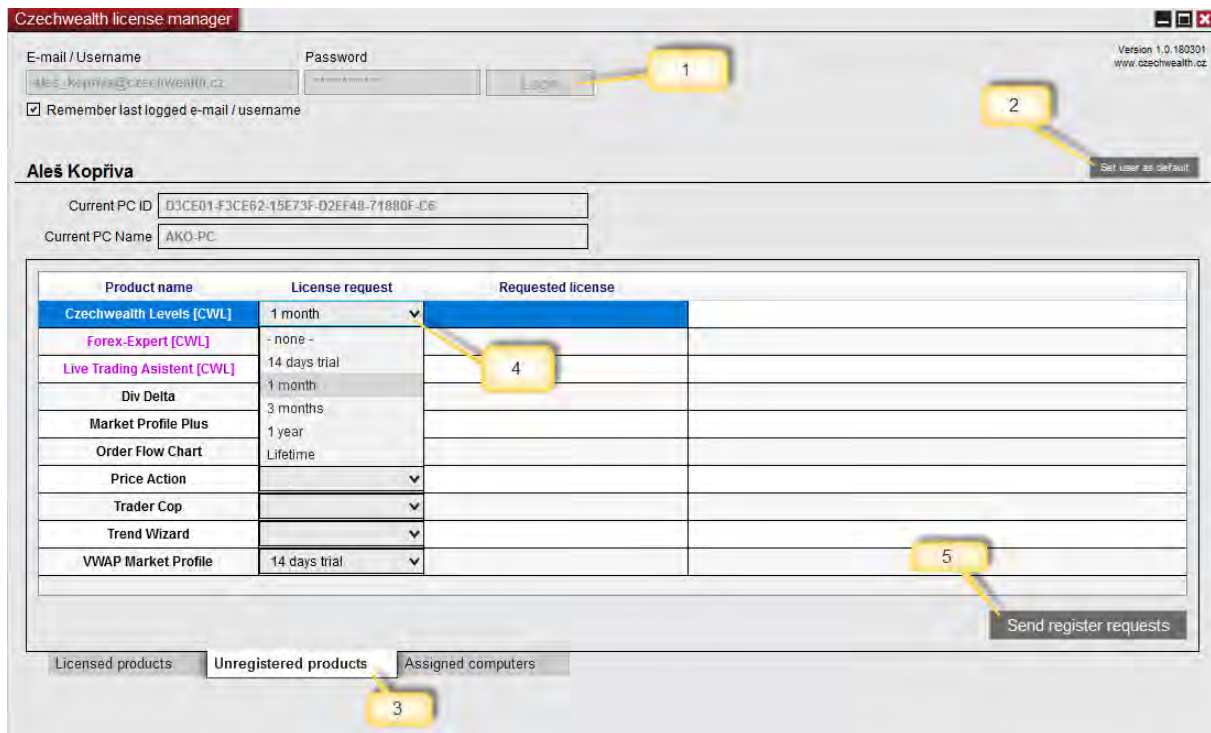 Czechwealth license manager
Version 1.0.180301
www.czechwealth.cz
E-mail / Username Password
1
Remember last logged e-mail / username
2
Aleš Kopřiva
Set user as default
Current PC ID D3CE01-F3CE62-15E73F-D2EF48-71880F-C6
Current PC Name AKO-PC
Product name License request Requested license
Czechwealth Levels [CWL] 1 month
Forex-Expert [CWL] - none -
Live Trading Asistent [CWL] 14 days trial
4
Div Delta 1 month
3 months
Market Profile Plus 1 year
Order Flow Chart Lifetime
Price Action
Trader Cop
Trend Wizard
5
VWAP Market Profile 14 days trial
Send register requests
Licensed products Unregistered products Assigned computers
3